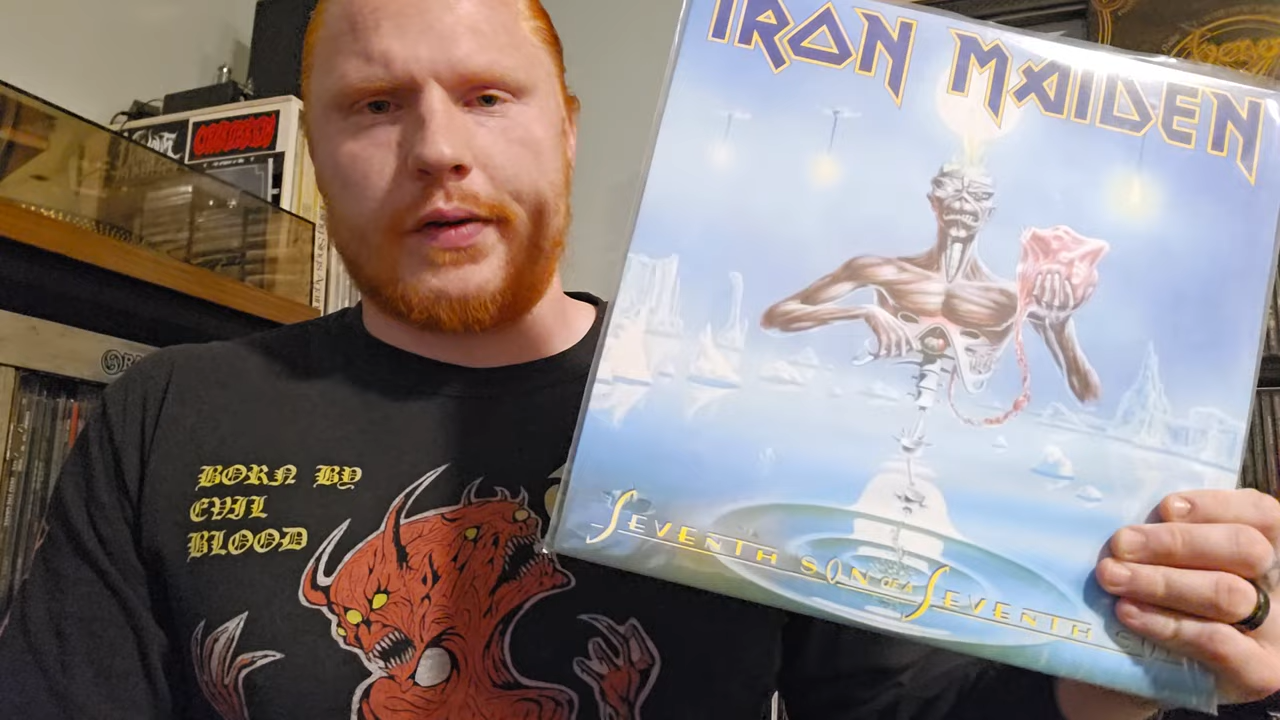 IRON MAIDEN
BORN BY
EVIL
BLOOD
SEVENTH SON OF A SEVENTH